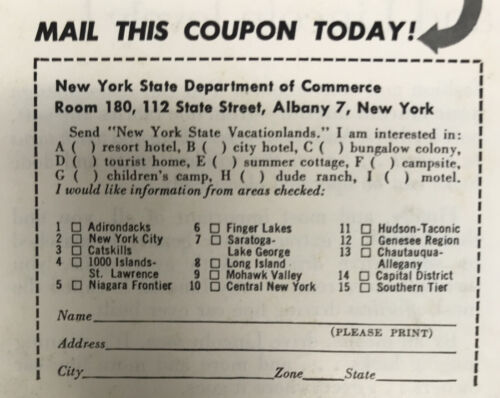 MAIL THIS COUPON TODAY!
New York State Department of Commerce
Room 180, 112 State Street, Albany 7, New York
Send "New York State Vacationlands." I am interested in:
A ( ) resort hotel, B ( ) city hotel, C ( ) bungalow colony,
D ( ) tourist home, E ( ) summer cottage, F ( ) campsite,
G ( ) children's camp, H ( ) dude ranch, I ( ) motel.
I would like information from areas checked:
1 □ Adirondacks
2 □ New York City
3 □ Catskills
4 □ 1000 Islands-
St. Lawrence
5 □ Niagara Frontier
6 □ Finger Lakes
7 □ Saratoga-
Lake George
8 □ Long Island
9 □ Mohawk Valley
10 □ Central New York
11 □ Hudson-Taconic
12 □ Genesee Region
13 □ Chautauqua-
Allegany
14 □ Capital District
15 □ Southern Tier
Name
(PLEASE PRINT)
Address
City Zone State